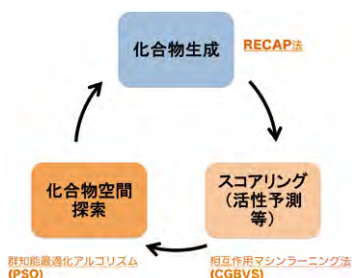 化合物生成
RECAP法
スコアリング
(活性予測
等)
相互作用マシンラーニング法
(CGBVS)
化合物空間
探索
群知能最適化アルゴリズム
(PSO)